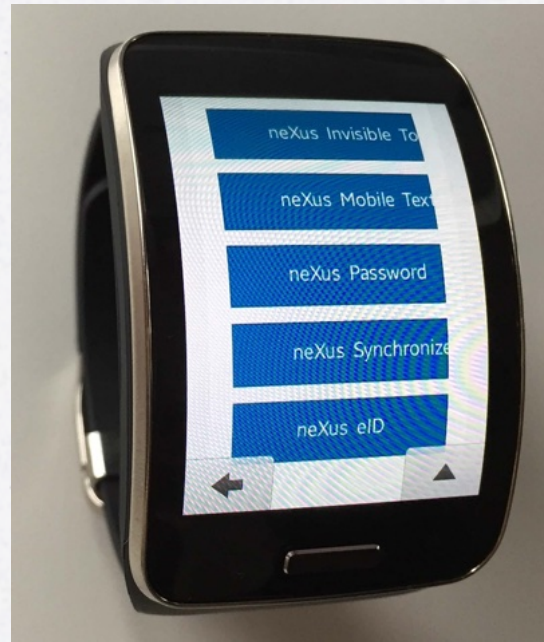 neXus Invisible To
neXus Mobile Text
neXus Password
neXus Synchronize
neXus eID